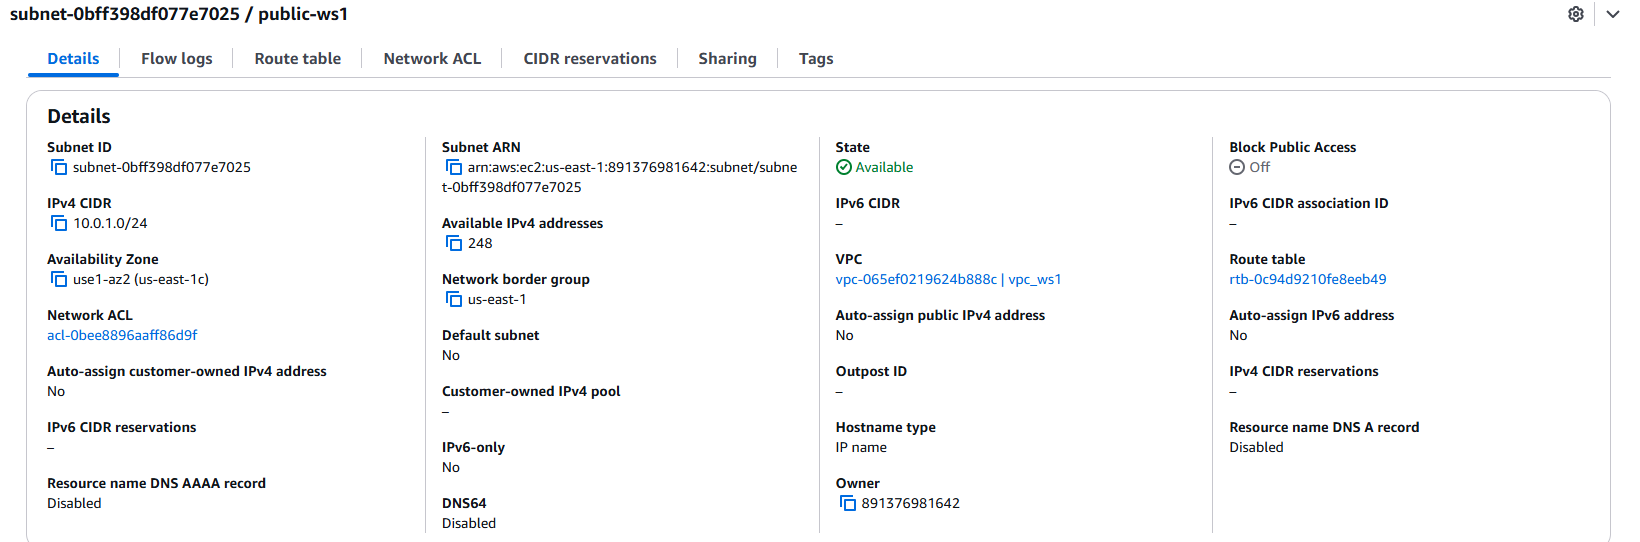 subnet-0bff398df077e7025 / public-ws1
Details
Flow logs
Route table
Network ACL
CIDR reservations
Sharing
Tags
Details
Subnet ID
subnet-0bff398df077e7025
IPv4 CIDR
10.0.1.0/24
Availability Zone
use1-az2 (us-east-1c)
Network ACL
acl-0bee8896aaff86d9f
Auto-assign customer-owned IPv4 address
No
IPv6 CIDR reservations
–
Resource name DNS AAAA record
Disabled
Subnet ARN
arn:aws:ec2:us-east-1:891376981642:subnet/subne
t-0bff398df077e7025
Available IPv4 addresses
248
Network border group
us-east-1
Default subnet
No
Customer-owned IPv4 pool
–
IPv6-only
No
DNS64
Disabled
State
Available
IPv6 CIDR
–
VPC
vpc-065ef0219624b888c | vpc_ws1
Auto-assign public IPv4 address
No
Outpost ID
–
Hostname type
IP name
Owner
891376981642
Block Public Access
Off
IPv6 CIDR association ID
–
Route table
rtb-0c94d9210fe8eeb49
Auto-assign IPv6 address
No
IPv4 CIDR reservations
–
Resource name DNS A record
Disabled